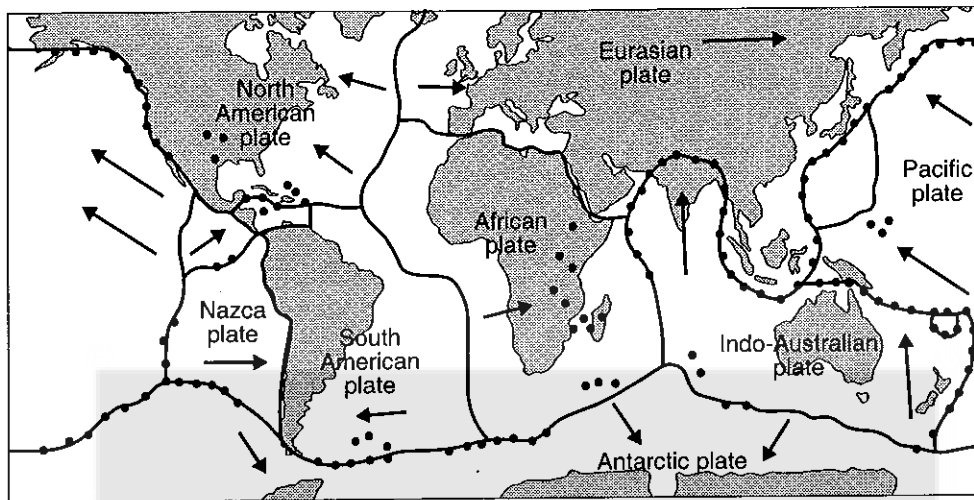 Eurasian
plate
North
American
plate
Pacific
plate
African
plate
Nazca
plate
South
American
plate
Indo-Australian
plate
Antarctic plate